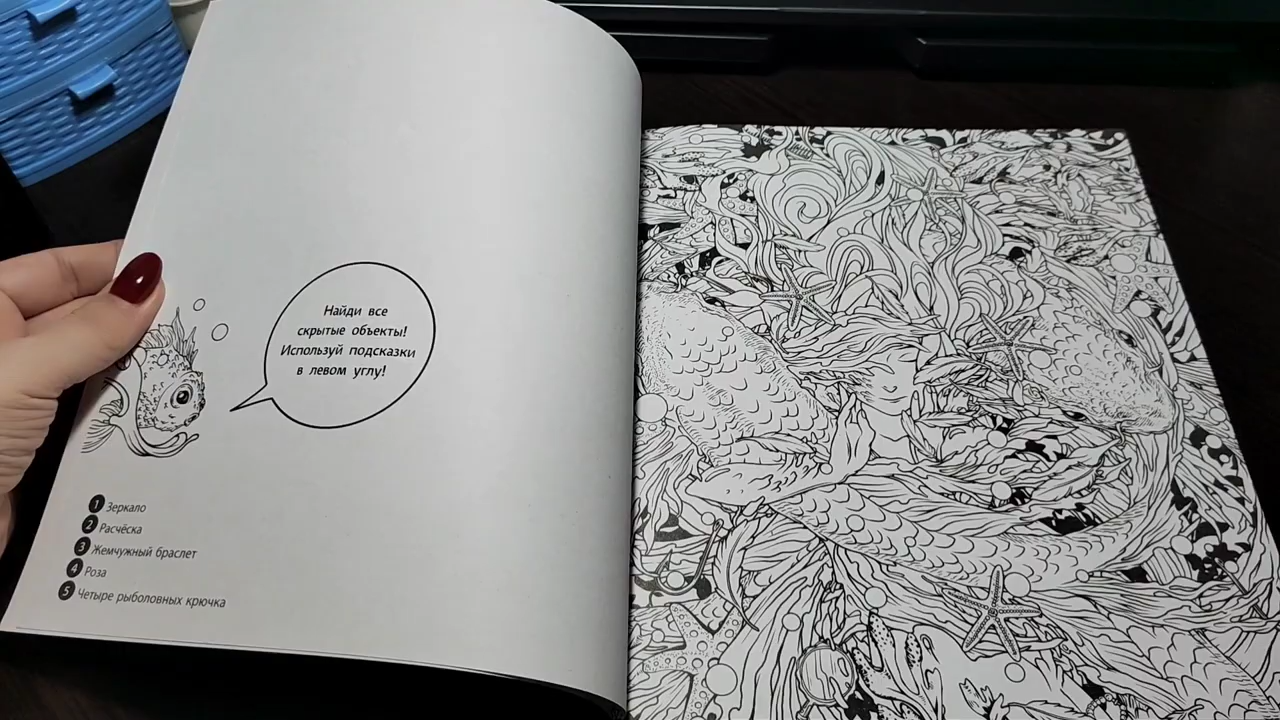 Найди все
скрытые объекты!
Используй подсказки
в левом углу!
1 Зеркало
2 Расчёска
3 Жемчужный браслет
4 Роза
5 Четыре рыболовных крючка